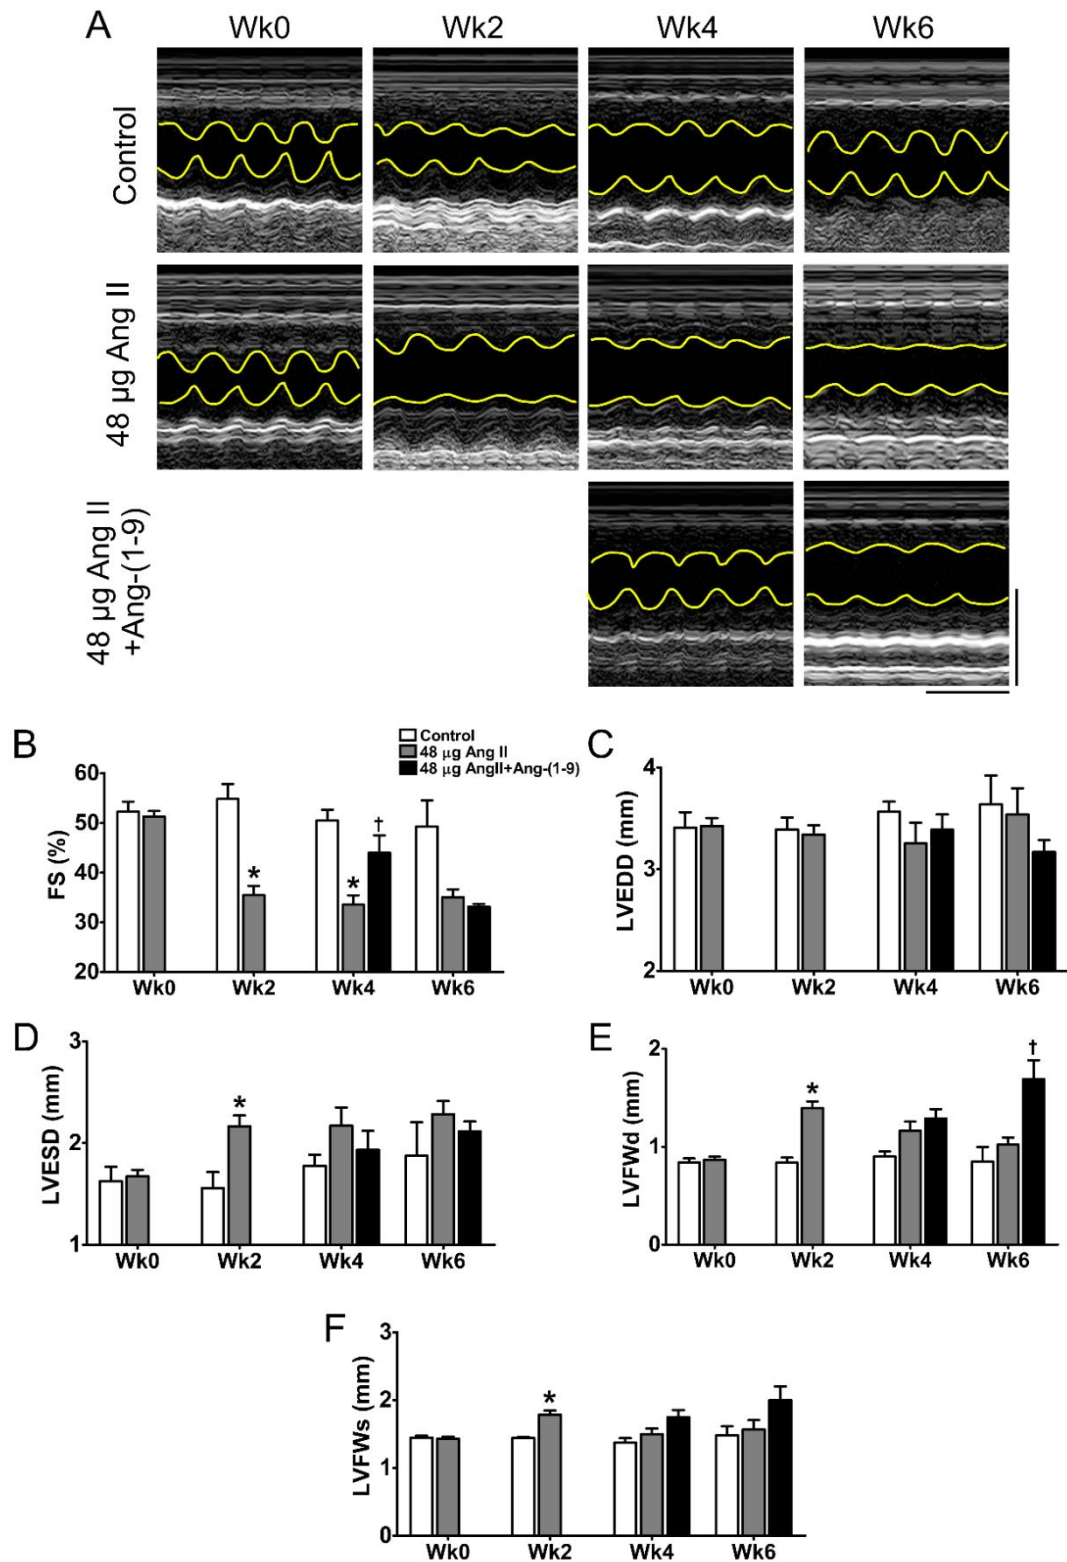 A
Wk0 Wk2 Wk4 Wk6
Control
48 µg Ang II
48 µg Ang II
+Ang-(1-9)
B
Control
48 µg Ang II
48 µg AngII+Ang-(1-9)
FS (%)
60
50
40
30
20
*
*
†
Wk0 Wk2 Wk4 Wk6
C
LVEDD (mm)
4
3
2
Wk0 Wk2 Wk4 Wk6
D
LVESD (mm)
3
2
1
*
Wk0 Wk2 Wk4 Wk6
E
LVFWd (mm)
2
1
0
*
†
Wk0 Wk2 Wk4 Wk6
F
LVFWs (mm)
3
2
1
0
*
Wk0 Wk2 Wk4 Wk6